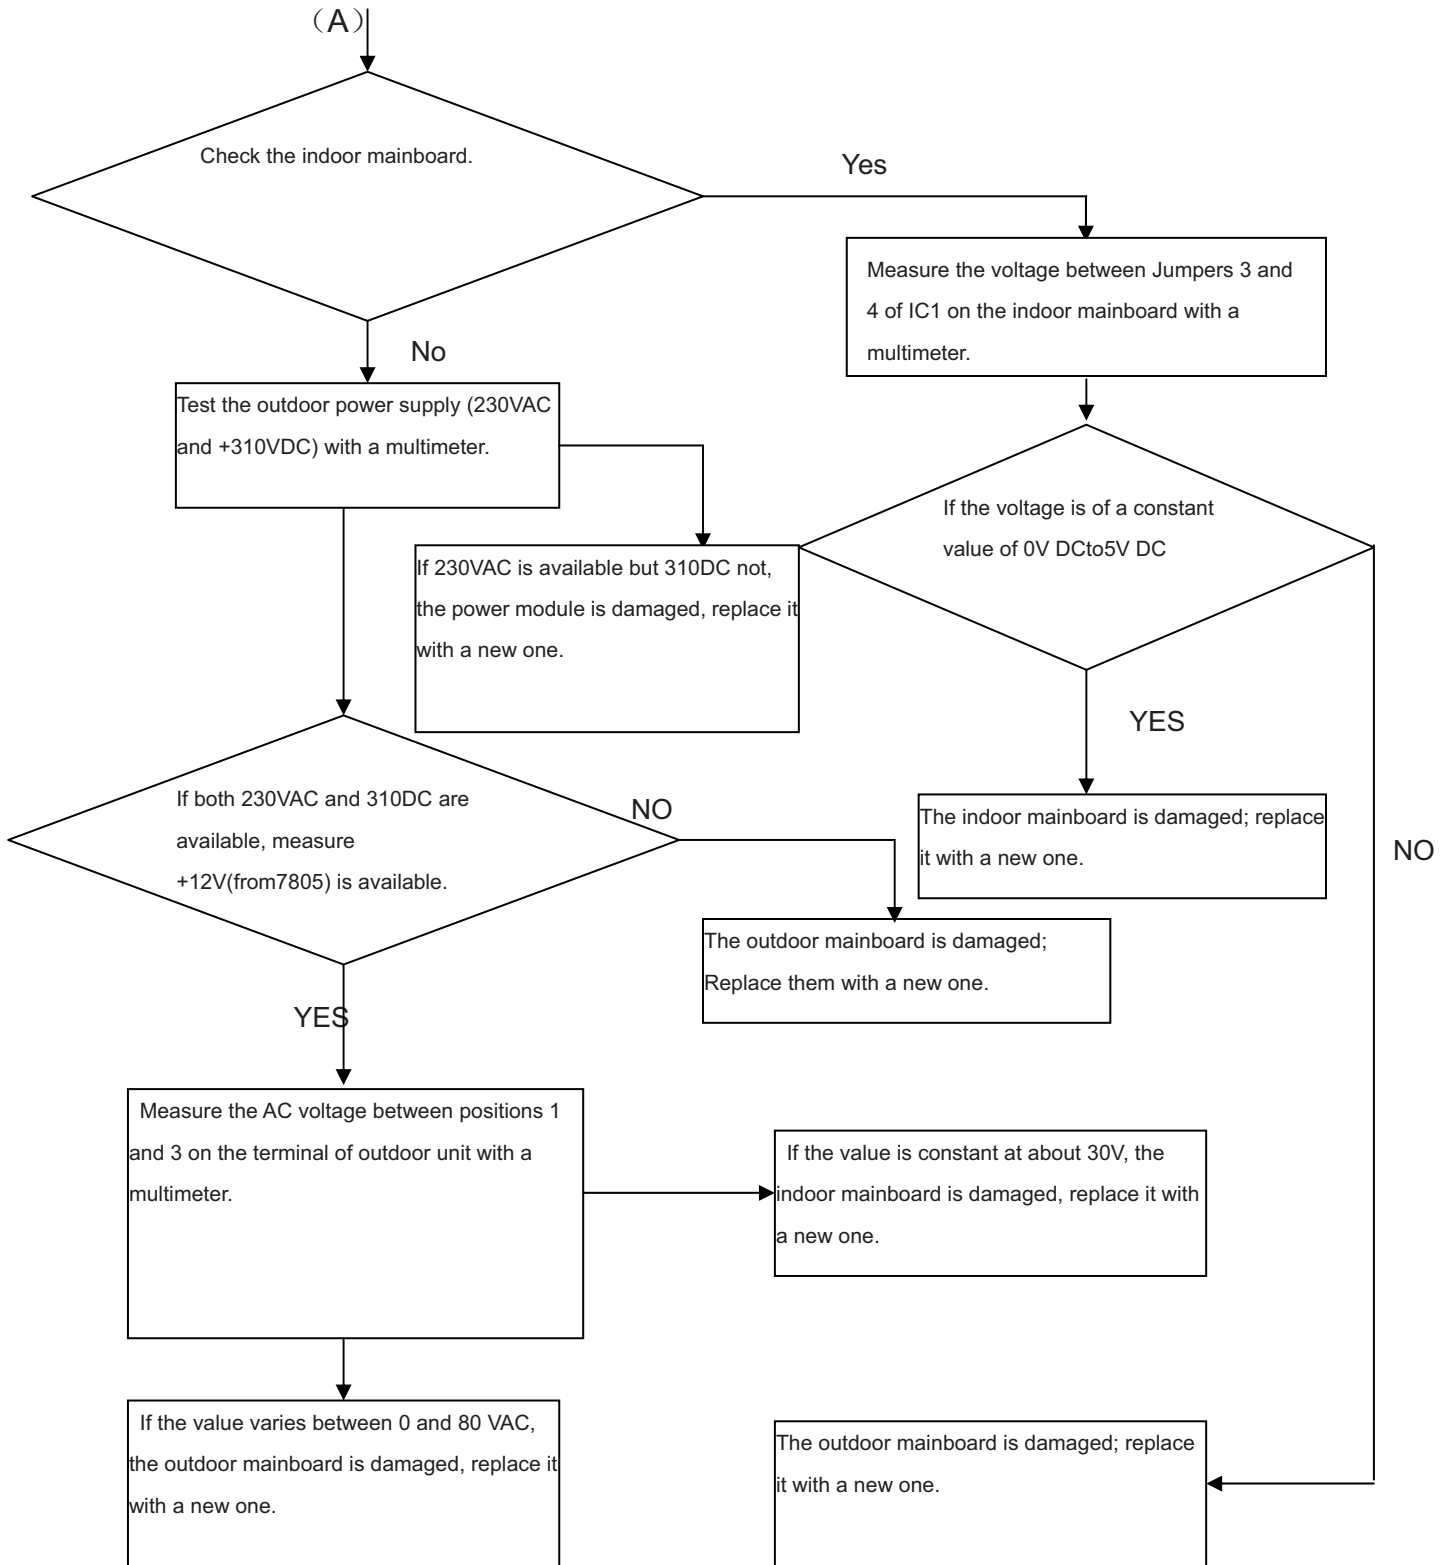 （A）
Check the indoor mainboard.
Yes
Measure the voltage between Jumpers 3 and
4 of IC1 on the indoor mainboard with a
multimeter.
No
Test the outdoor power supply (230VAC
and +310VDC) with a multimeter.
If the voltage is of a constant
value of 0V DCto5V DC
If 230VAC is available but 310DC not,
the power module is damaged, replace it
with a new one.
YES
If both 230VAC and 310DC are
available, measure
+12V(from7805) is available.
NO
The indoor mainboard is damaged; replace
it with a new one.
NO
The outdoor mainboard is damaged;
Replace them with a new one.
YES
Measure the AC voltage between positions 1
and 3 on the terminal of outdoor unit with a
multimeter.
If the value is constant at about 30V, the
indoor mainboard is damaged, replace it with
a new one.
If the value varies between 0 and 80 VAC,
the outdoor mainboard is damaged, replace it
with a new one.
The outdoor mainboard is damaged; replace
it with a new one.